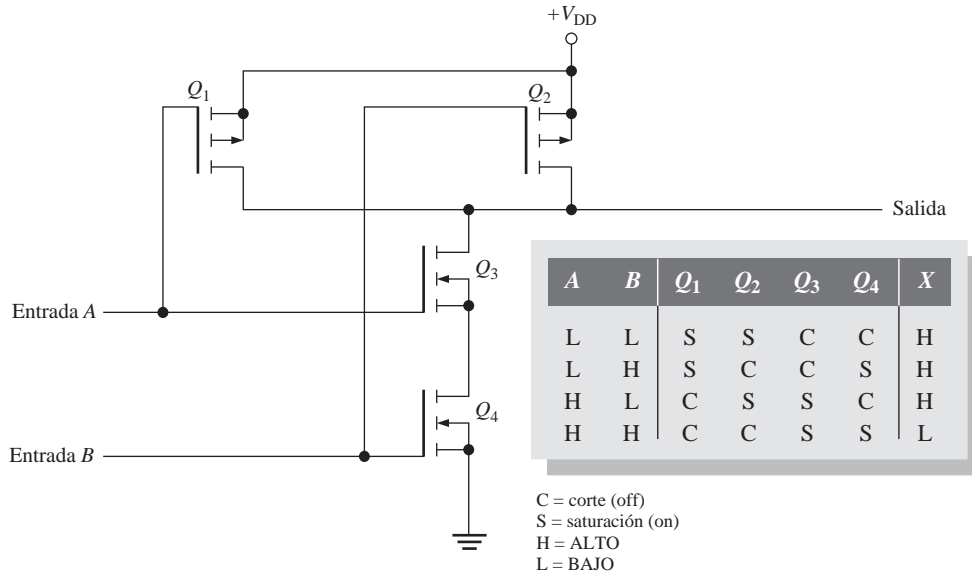 +VDD
Q1
Q2
Salida
Q3
Entrada A
Q4
Entrada B
A B Q1 Q2 Q3 Q4 X
L L S S C C H
L H S C C S H
H L C S S C H
H H C C S S L
C = corte (off)
S = saturación (on)
H = ALTO
L = BAJO